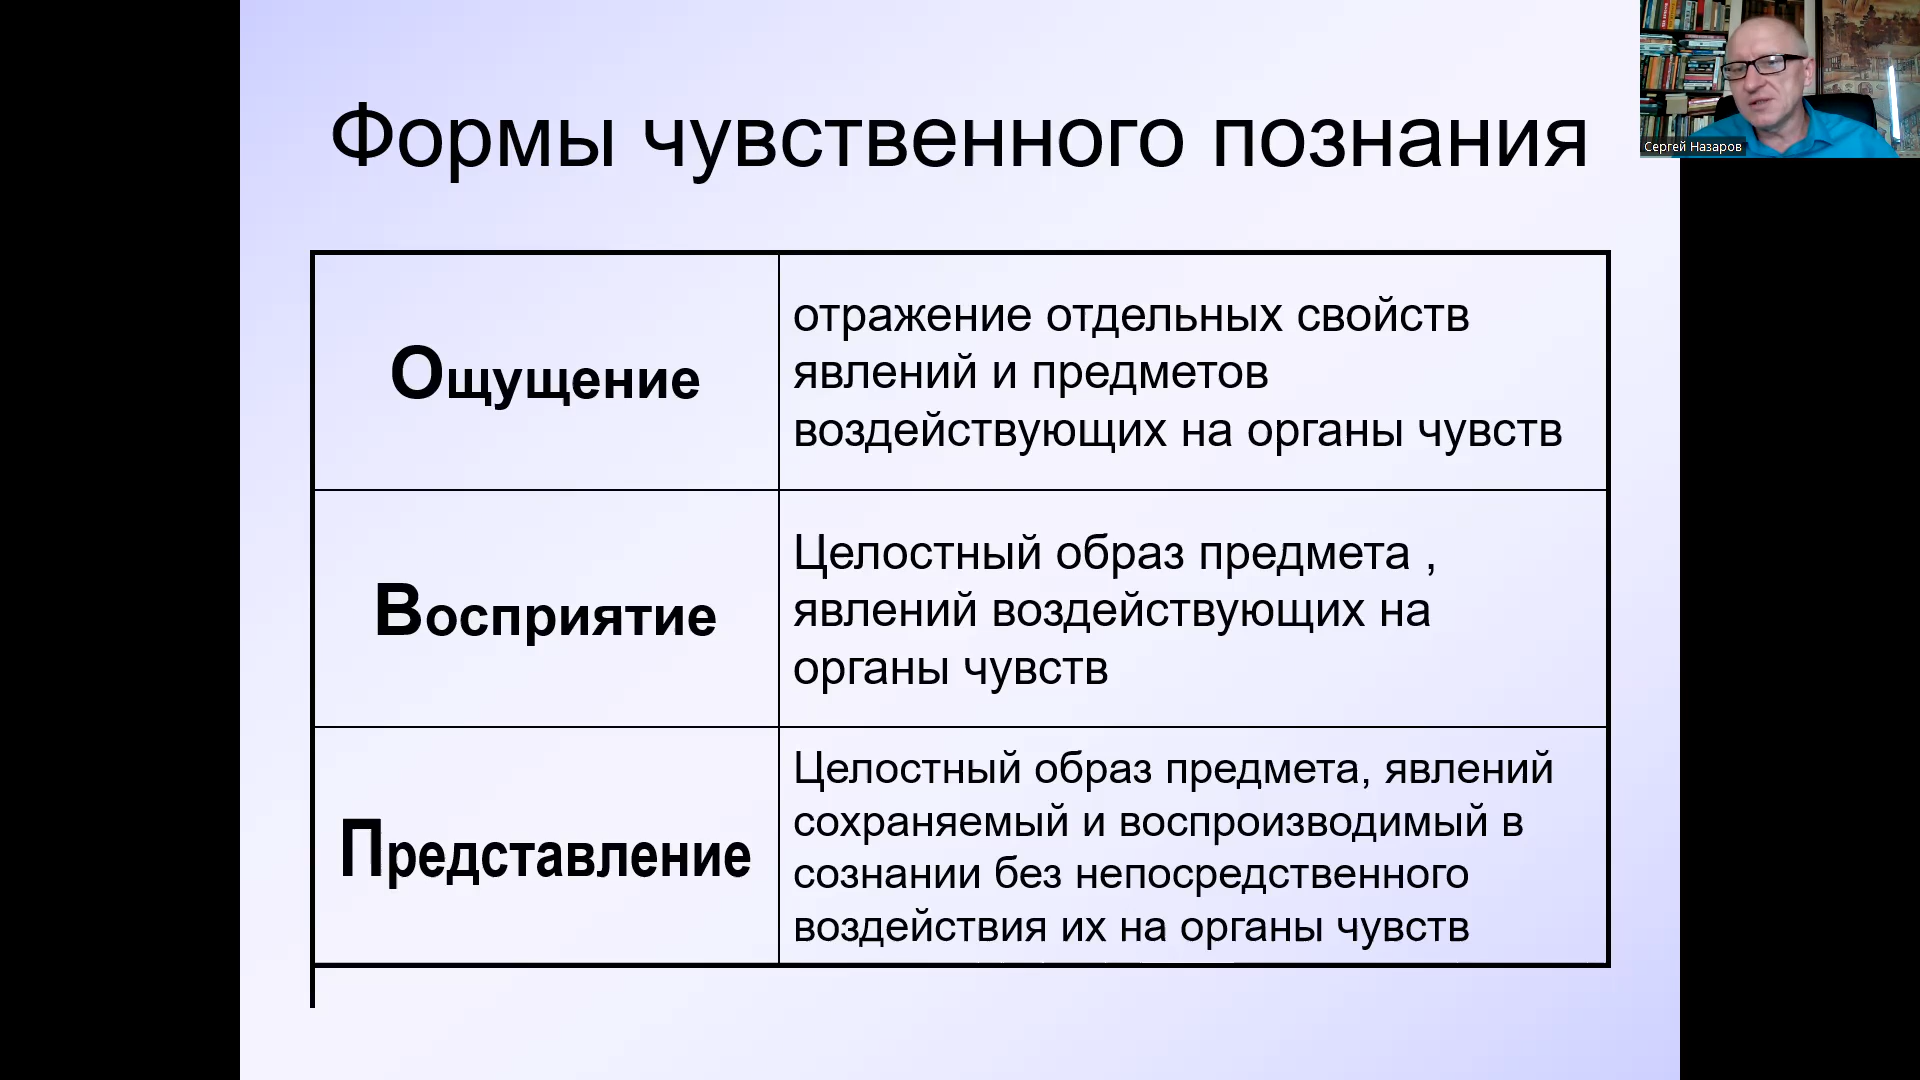 Формы чувственного познания
Сергей Назаров
Ощущение
отражение отдельных свойств
явлений и предметов
воздействующих на органы чувств
Восприятие
Целостный образ предмета ,
явлений воздействующих на
органы чувств
Представление
Целостный образ предмета, явлений
сохраняемый и воспроизводимый в
сознании без непосредственного
воздействия их на органы чувств